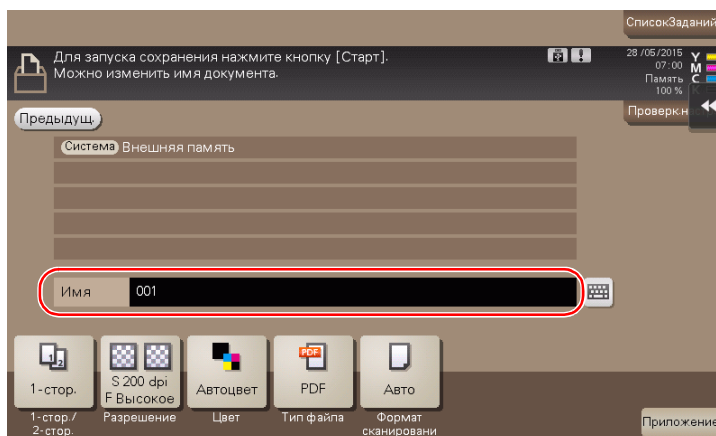 СписокЗаданий
Для запуска сохранения нажмите кнопку [Старт].
Можно изменить имя документа.
28 /05/2015
07:00
Память
100 %
Y
M
C
K
Предыдущ.
Проверк.н
Система Внешняя память
Имя 001
1-стор.
S 200 dpi
F Высокое
Автоцвет
PDF
PDF
Авто
1-стор./
2-стор.
Разрешение
Цвет
Тип файла
Формат
сканировани
Приложение